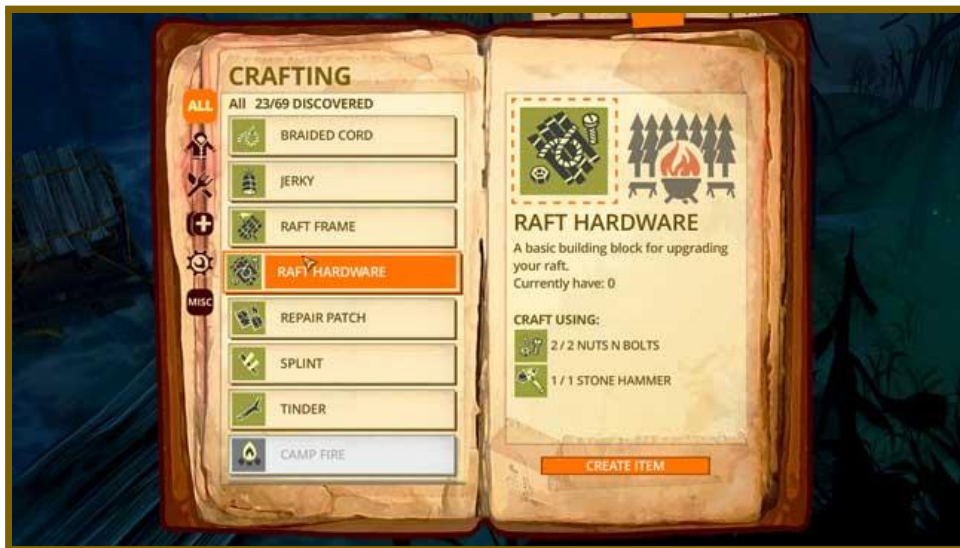 CRAFTING
All 23/69 DISCOVERED
ALL
BRAIDED CORD
JERKY
RAFT FRAME
RAFT HARDWARE
REPAIR PATCH
SPLINT
TINDER
CAMP FIRE
MISC
RAFT HARDWARE
A basic building block for upgrading
your raft.
Currently have: 0
CRAFT USING:
2 / 2 NUTS N BOLTS
1 / 1 STONE HAMMER
CREATE ITEM